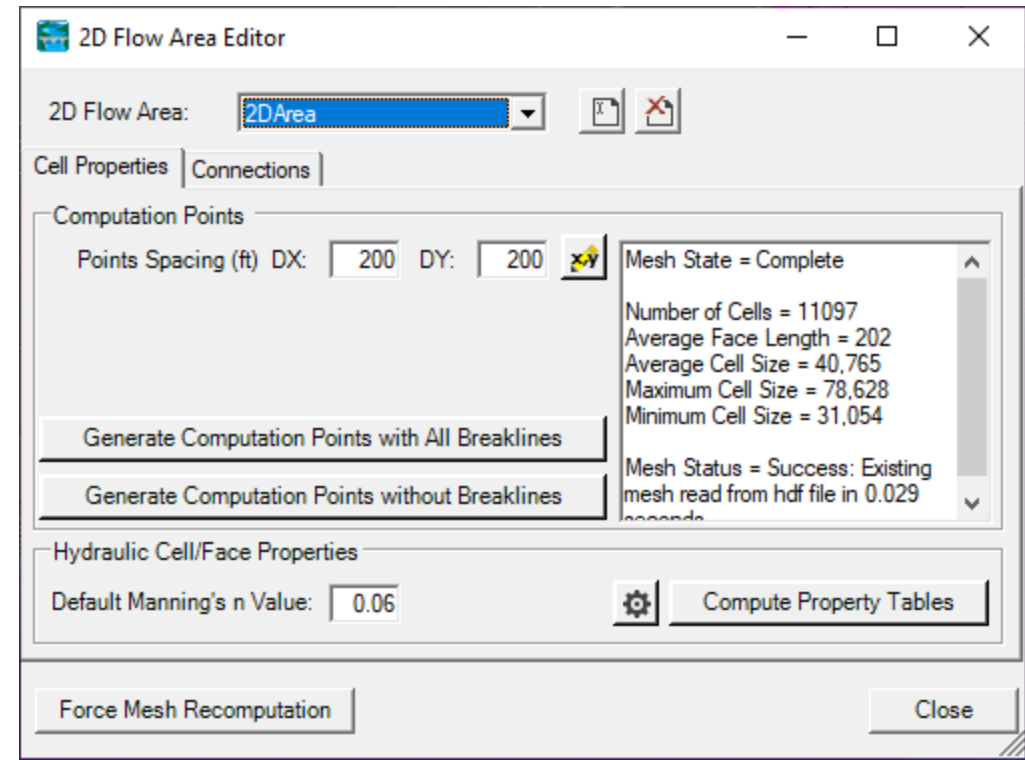 2D Flow Area Editor
2D Flow Area: 2DArea
Cell Properties Connections
Computation Points
Points Spacing (ft) DX: 200 DY: 200
Mesh State = Complete
Number of Cells = 11097
Average Face Length = 202
Average Cell Size = 40,765
Maximum Cell Size = 78,628
Minimum Cell Size = 31,054
Mesh Status = Success: Existing
mesh read from hdf file in 0.029
seconds
Generate Computation Points with All Breaklines
Generate Computation Points without Breaklines
Hydraulic Cell/Face Properties
Default Manning's n Value: 0.06
Compute Property Tables
Force Mesh Recomputation
Close